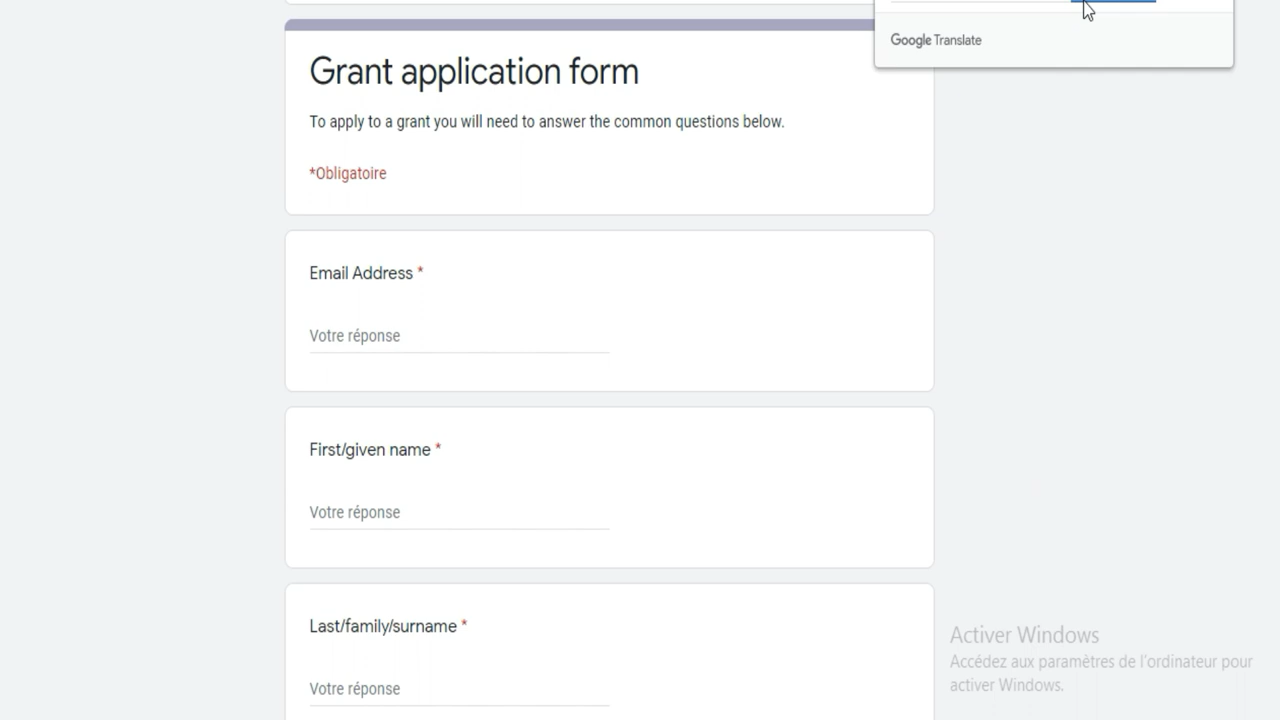 Google Translate
Grant application form
To apply to a grant you will need to answer the common questions below.
*Obligatoire
Email Address *
Votre réponse
First/given name *
Votre réponse
Last/family/surname *
Votre réponse
Activer Windows
Accédez aux paramètres de l'ordinateur pour
activer Windows.